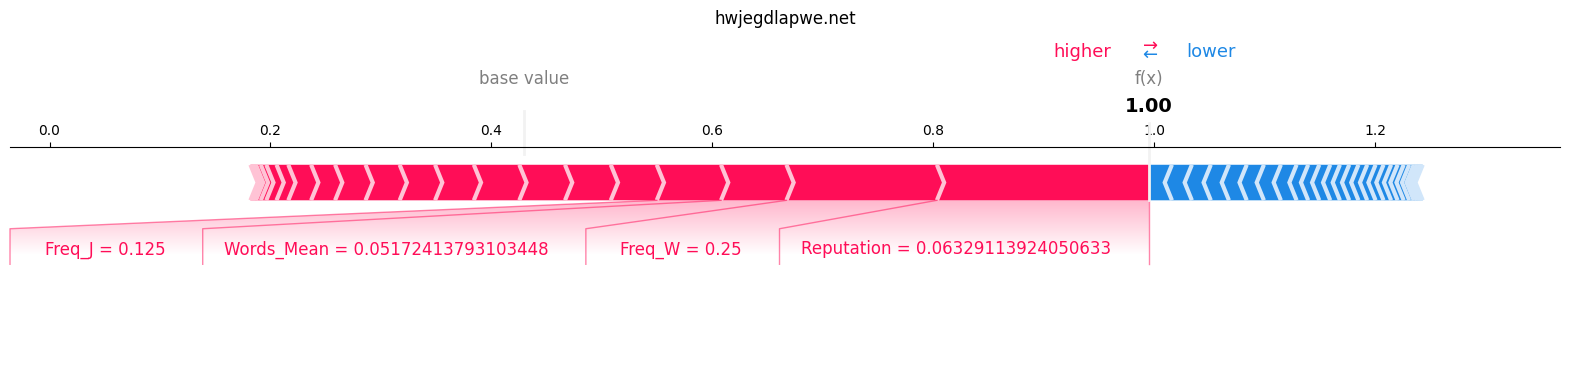 hwjegdlapwe.net
higher ⇄ lower
base value f(x)
1.00
0.0 0.2 0.4 0.6 0.8 1.0 1.2
Freq_J = 0.125 Words_Mean = 0.05172413793103448 Freq_W = 0.25 Reputation = 0.06329113924050633